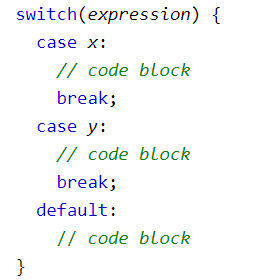 switch(expression) {
  case x:
    // code block
    break;
  case y:
    // code block
    break;
  default:
    // code block
}